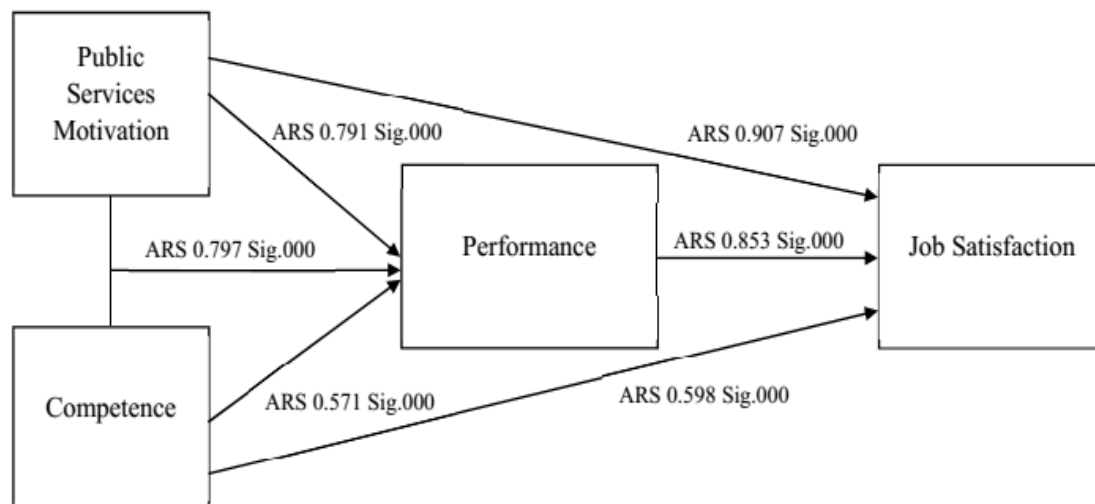 Public
Services
Motivation
ARS 0.791 Sig.000
ARS 0.907 Sig.000
ARS 0.797 Sig.000
Performance
ARS 0.853 Sig.000
Job Satisfaction
Competence
ARS 0.571 Sig.000
ARS 0.598 Sig.000